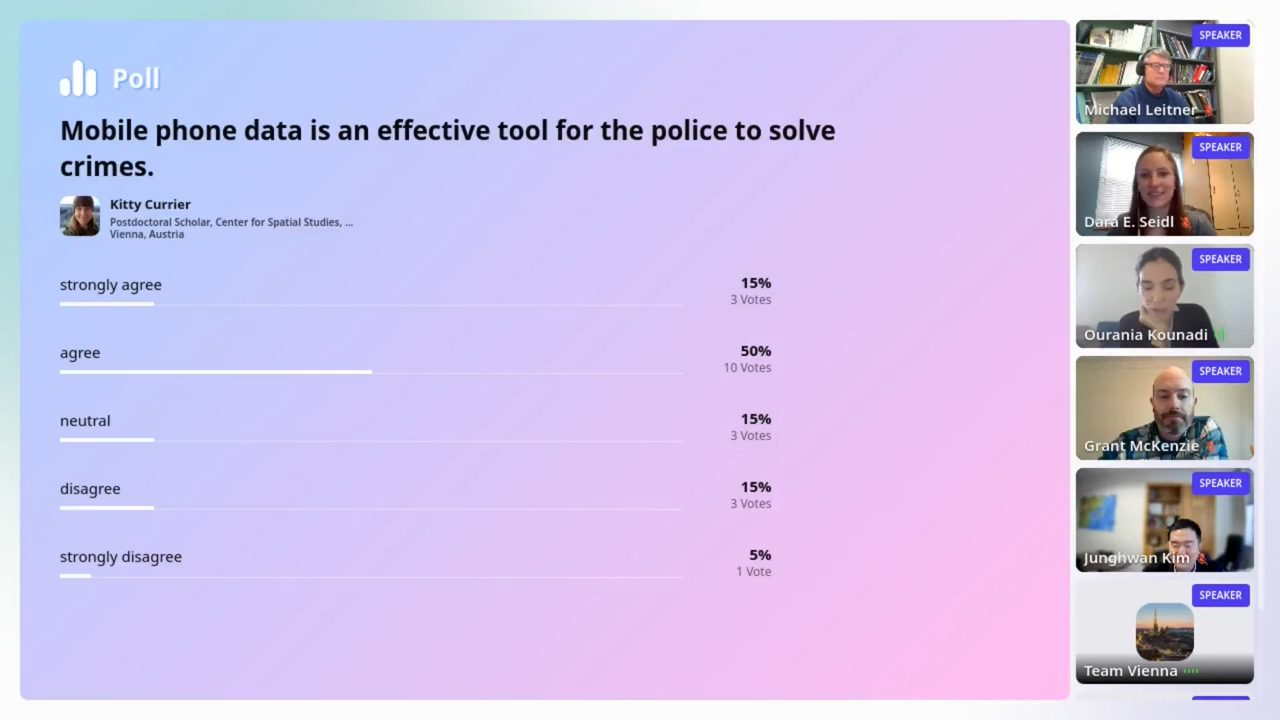 Poll
Mobile phone data is an effective tool for the police to solve
crimes.
Kitty Currier
Postdoctoral Scholar, Center for Spatial Studies, ...
Vienna, Austria
strongly agree
15%
3 Votes
agree
50%
10 Votes
neutral
15%
3 Votes
disagree
15%
3 Votes
strongly disagree
5%
1 Vote
SPEAKER
Michael Leitner
SPEAKER
Dara E. Seidl
SPEAKER
Ourania Kounadi
SPEAKER
Grant McKenzie
SPEAKER
Junghwan Kim
SPEAKER
Team Vienna